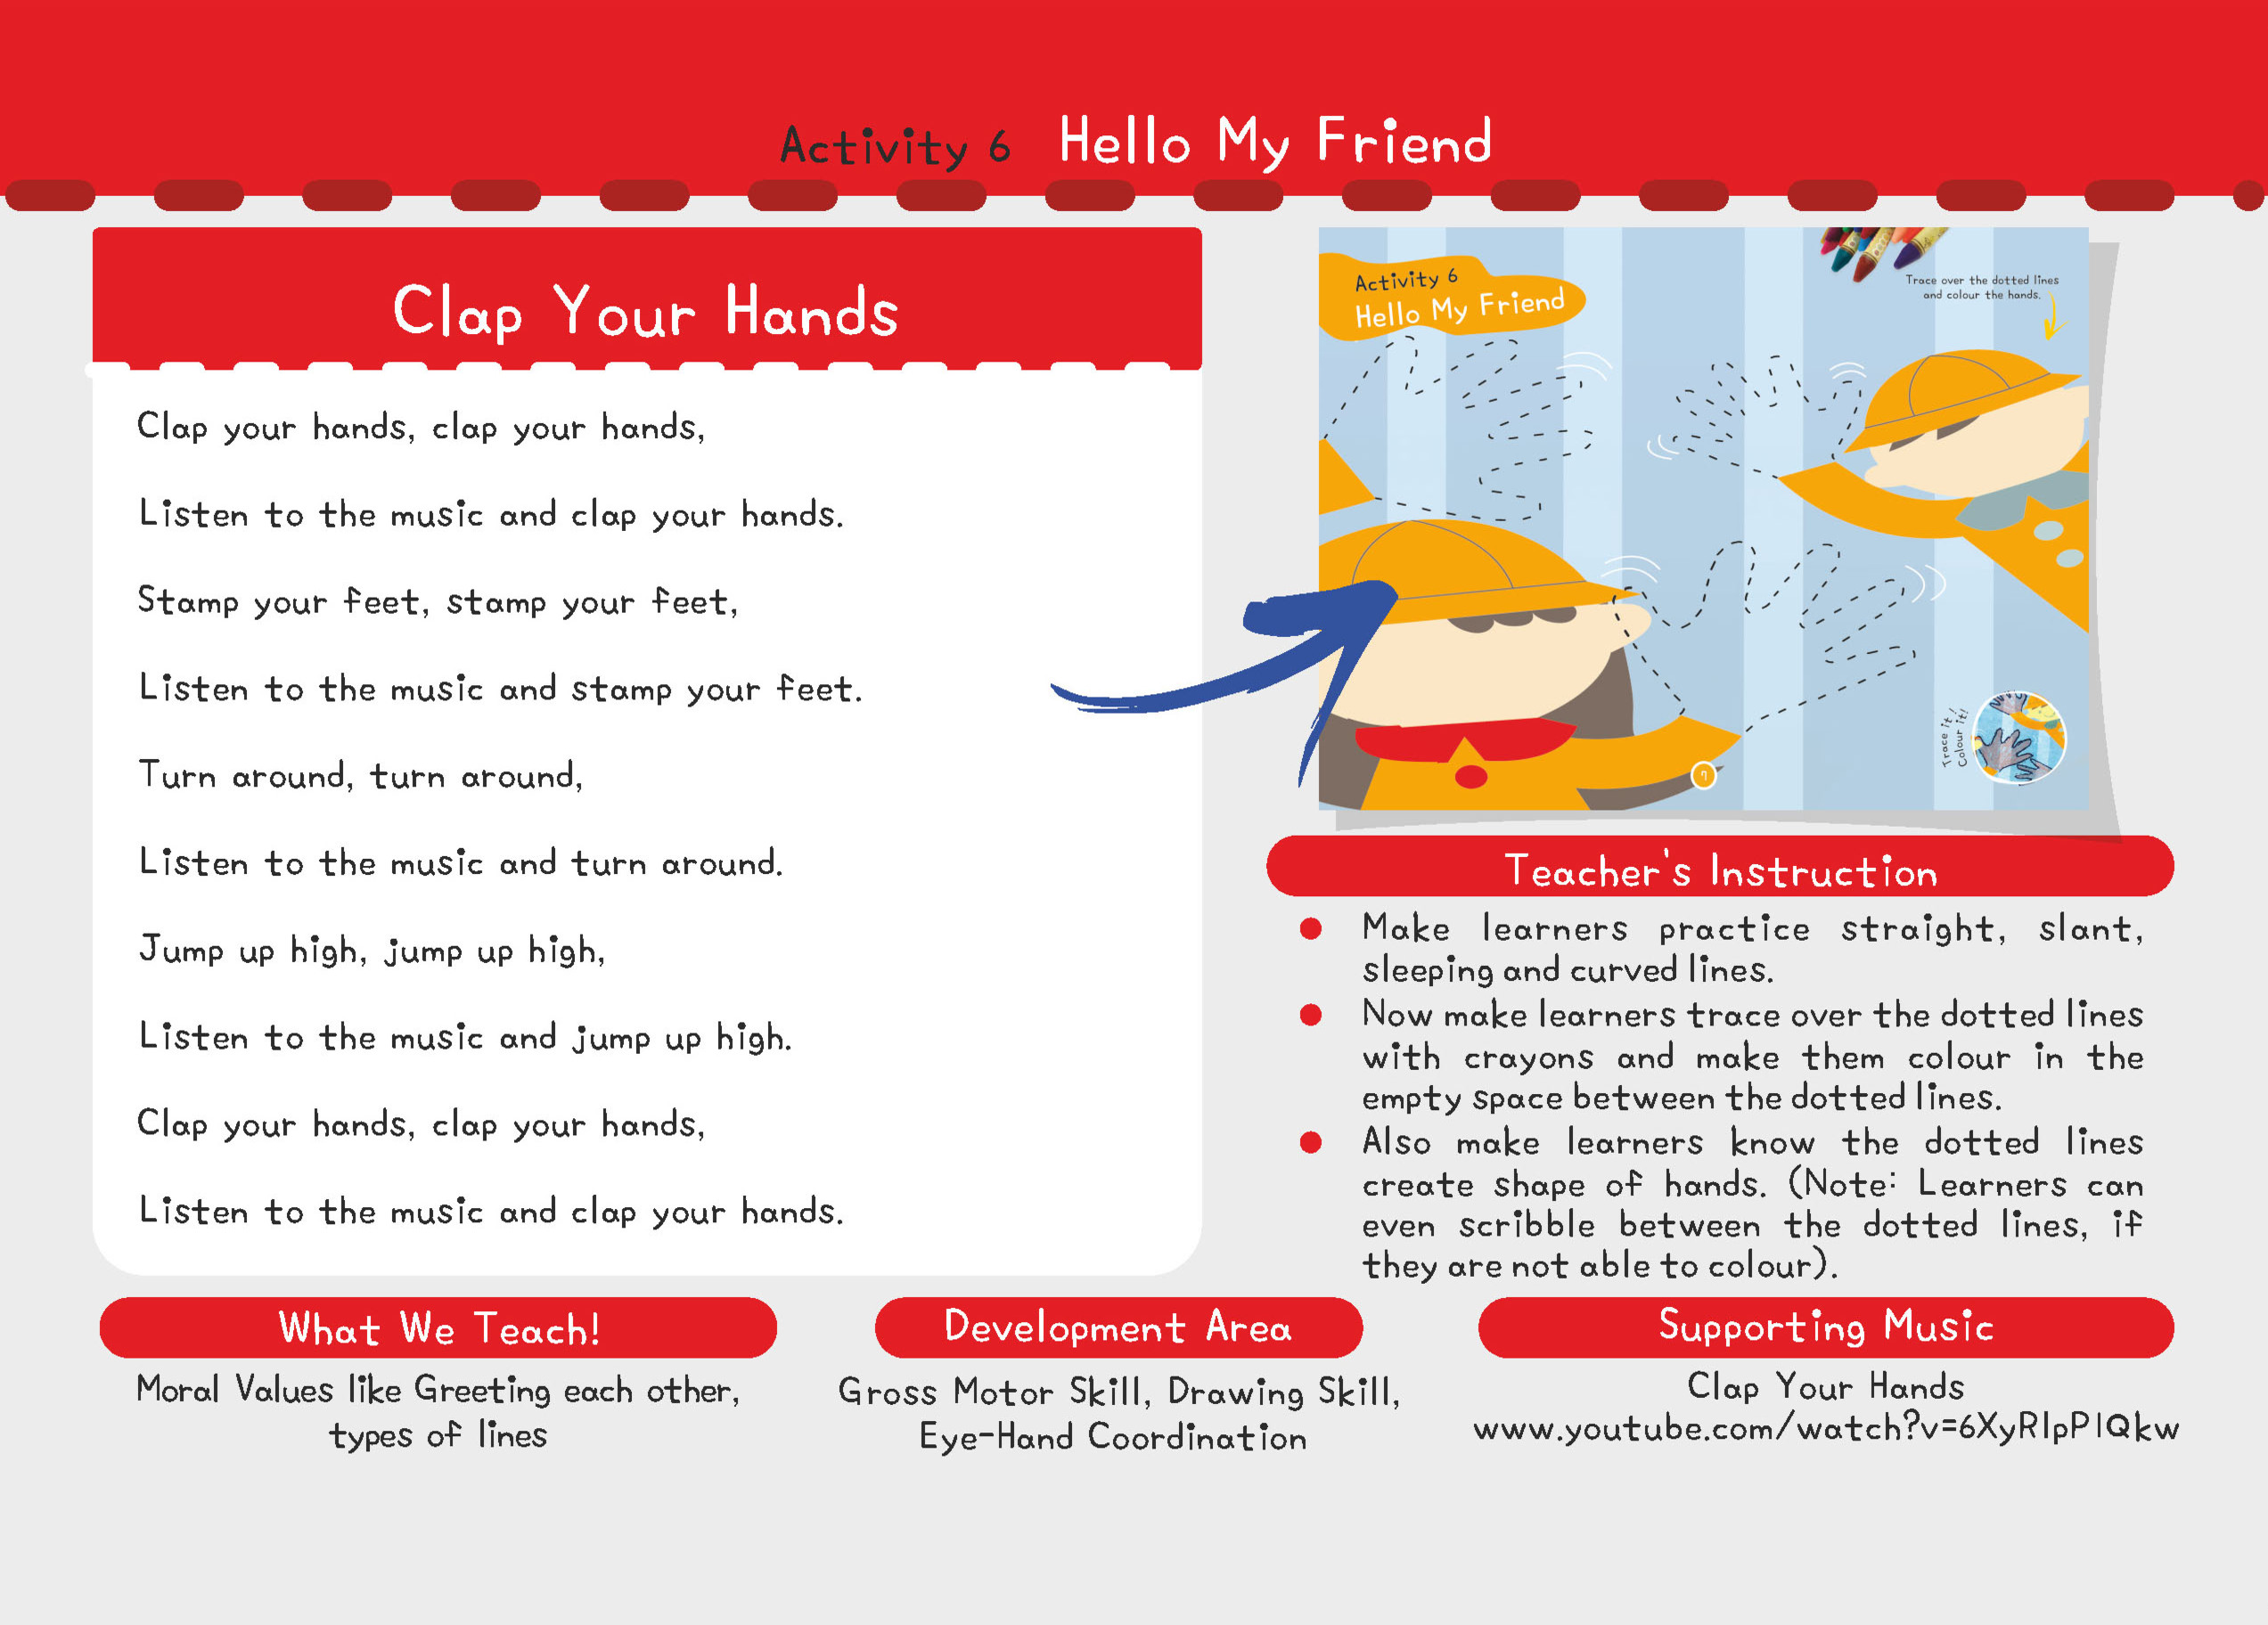 Activity 6 Hello My Friend
Clap Your Hands
Clap your hands, clap your hands,
Listen to the music and clap your hands.
Stamp your feet, stamp your feet,
Listen to the music and stamp your feet.
Turn around, turn around,
Listen to the music and turn around.
Jump up high, jump up high,
Listen to the music and jump up high.
Clap your hands, clap your hands,
Listen to the music and clap your hands.
Activity 6
Hello My Friend
Trace over the dotted lines
and colour the hands.
Trace it!
Colour it!
7
Teacher's Instruction
Make learners practice straight, slant,
sleeping and curved lines.
Now make learners trace over the dotted lines
with crayons and make them colour in the
empty space between the dotted lines.
Also make learners know the dotted lines
create shape of hands. (Note: Learners can
even scribble between the dotted lines, if
they are not able to colour).
What We Teach!
Moral Values like Greeting each other,
types of lines
Development Area
Gross Motor Skill, Drawing Skill,
Eye-Hand Coordination
Supporting Music
Clap Your Hands
www.youtube.com/watch?v=6XyRlpPlQkw